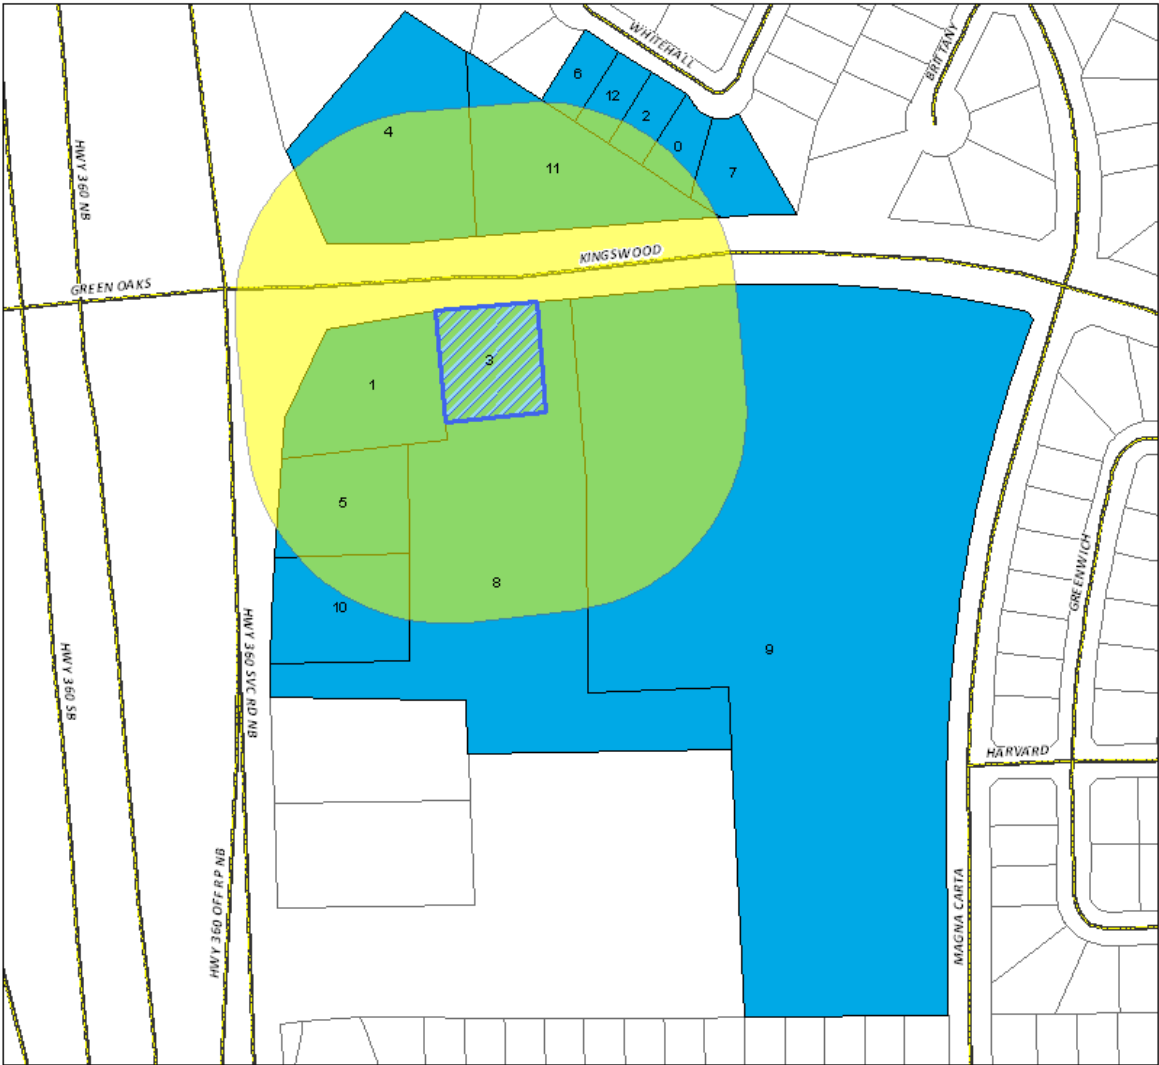 WHITEHALL
BRITTANY
6
12
2
0
7
4
11
HWY 360 NB
KINGSWOOD
GREEN OAKS
3
1
5
8
10
9
GREENWICH
HWY 360 SB
HWY 360 SVC RD NB
HARVARD
HWY 360 OFF RP NB
MAGNA CARTA